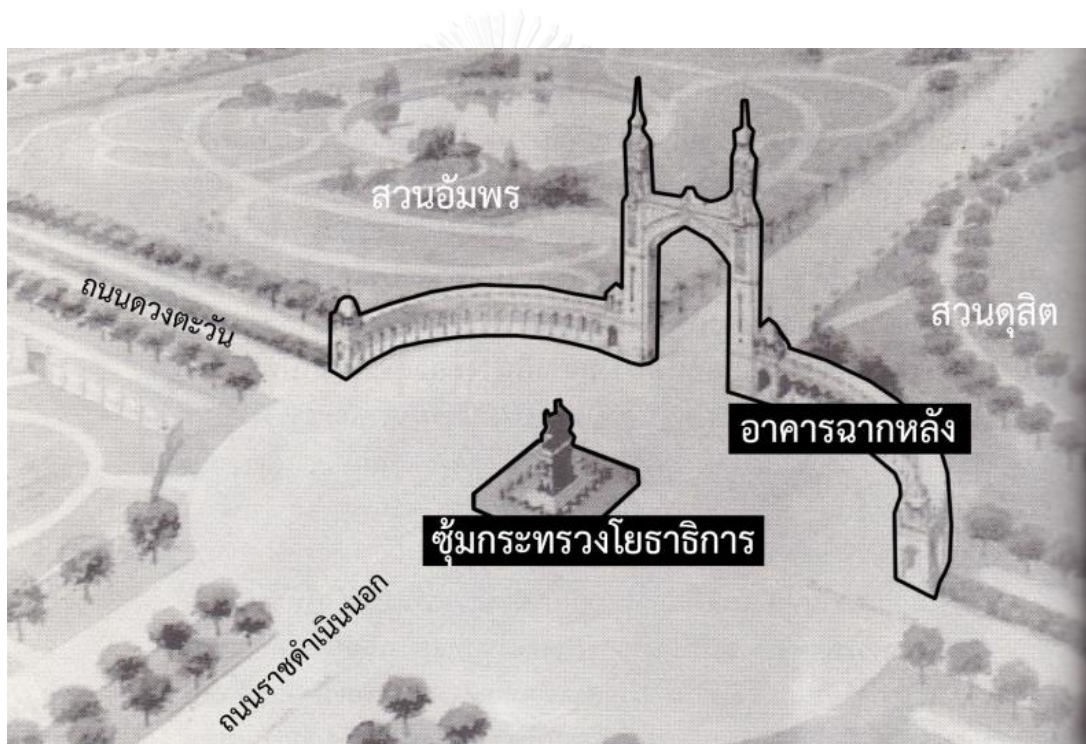 สวนอัมพร
ถนนดวงตะวัน
สวนดุสิต
อาคารฉากหลัง
ซุ้มกระทรวงโยธาธิการ
ถนนราชดำเนินนอก